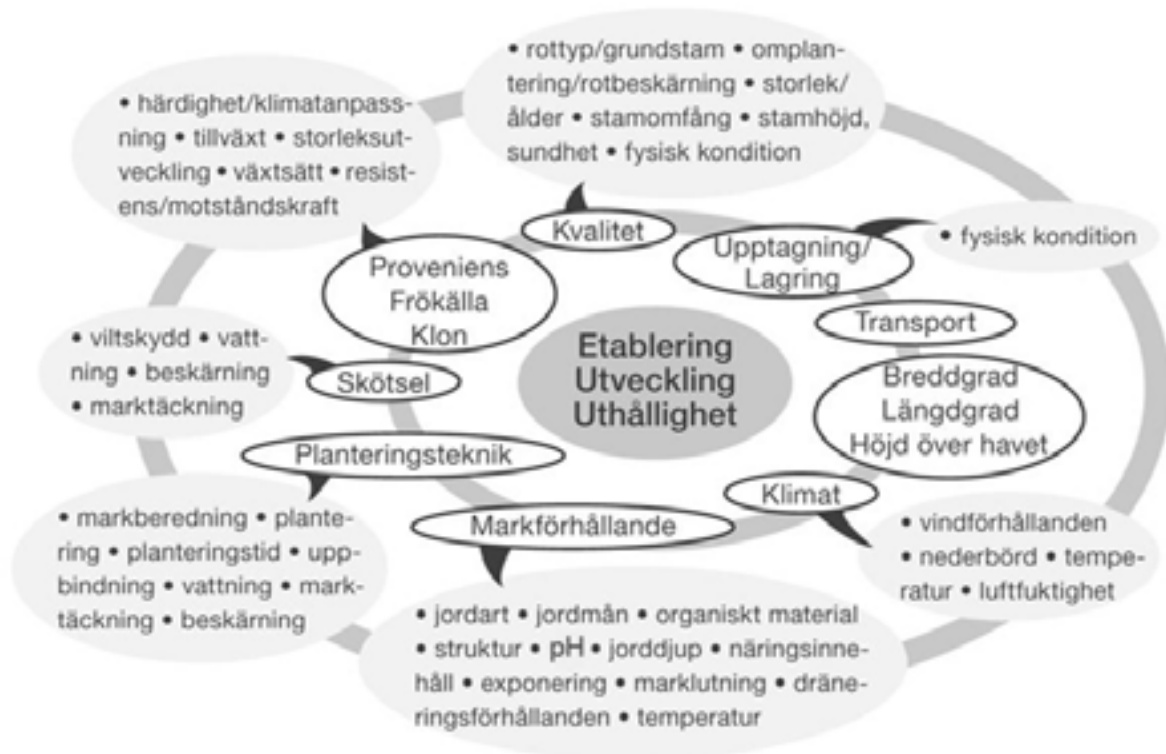 • rottyp/grundstam • omplan-
tering/rotbeskärning • storlek/
ålder • stamomfång • stamhöjd,
sundhet • fysisk kondition
• härdighet/klimatanpass-
ning • tillväxt • storleksut-
veckling • växtsätt • resist-
ens/motståndskraft
Kvalitet
Upptagning/
Lagring
• fysisk kondition
Proveniens
Frökälla
Klon
Transport
• viltskydd • vatt-
ning • beskärning
• marktäckning
Skötsel
Etablering
Utveckling
Uthållighet
Breddgrad
Längdgrad
Höjd över havet
Planteringsteknik
Klimat
Markförhållande
• markberedning • plante-
ring • planteringstid • upp-
bindning • vattning • mark-
täckning • beskärning
• vindförhållanden
• nederbörd • tempe-
ratur • luftfuktighet
• jordart • jordmån • organiskt material
• struktur • pH • jorddjup • näringsinne-
håll • exponering • marklutning • dräne-
ringsförhållanden • temperatur